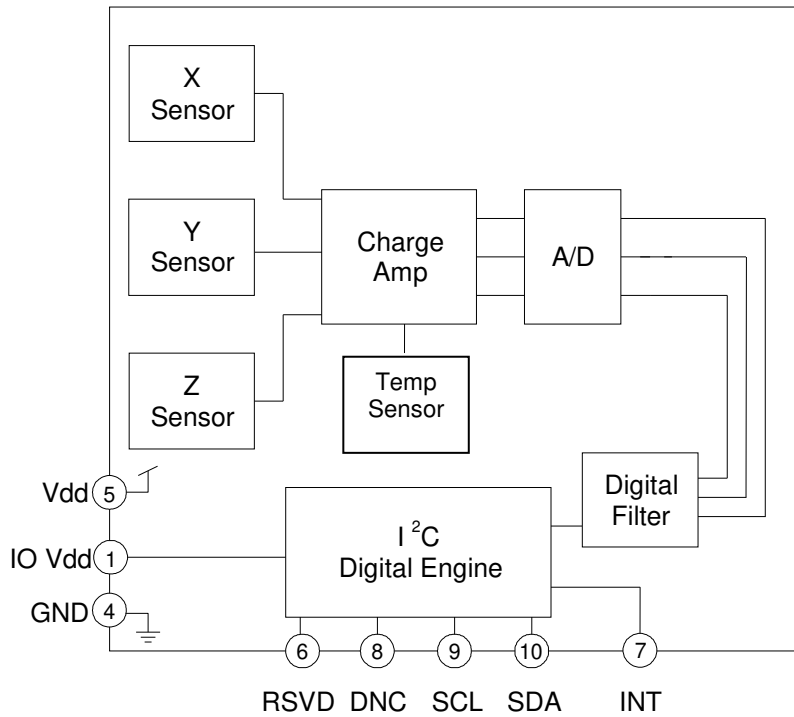 X
Sensor
Y
Sensor
Z
Sensor
Charge
Amp
A/D
Temp
Sensor
Digital
Filter
I 2C
Digital Engine
Vdd 5
IO Vdd 1
GND 4
6 8 9 10 7
RSVD DNC SCL SDA INT